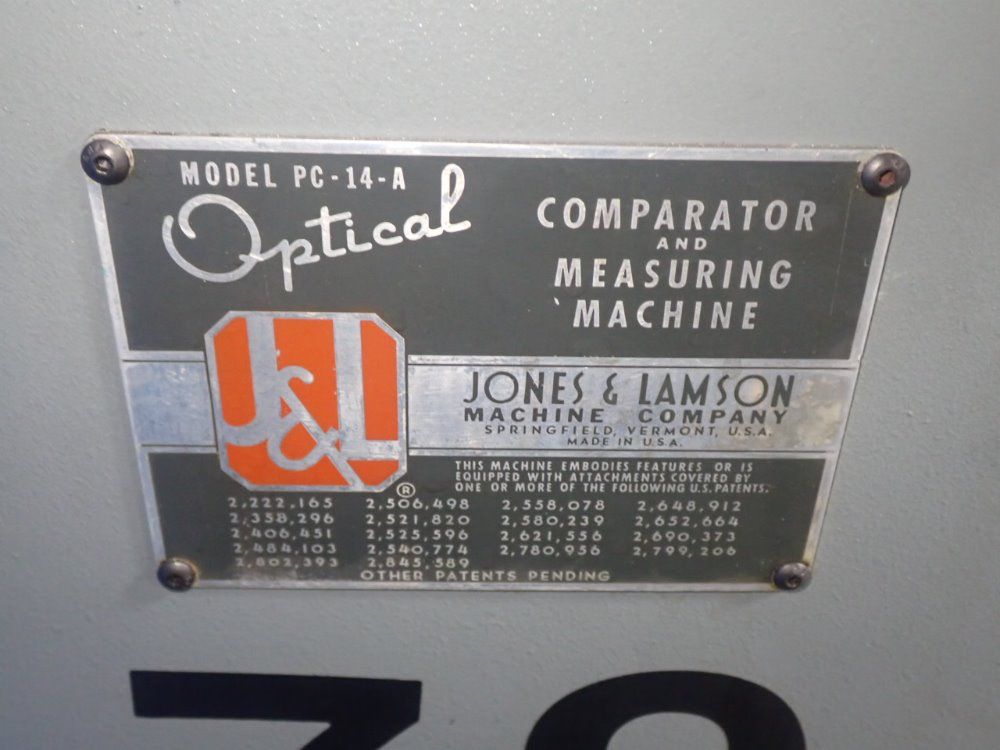 MODEL PC-14-A
Optical
COMPARATOR
AND
MEASURING
MACHINE
J&L
®
JONES & LAMSON
MACHINE COMPANY
SPRINGFIELD, VERMONT, U.S.A.
MADE IN U.S.A.
THIS MACHINE EMBODIES FEATURES OR IS
EQUIPPED WITH ATTACHMENTS COVERED BY
ONE OR MORE OF THE FOLLOWING U.S. PATENTS.
2,222,165 2,506,498 2,558,078 2,648,912
2,358,296 2,521,820 2,580,239 2,652,664
2,406,451 2,525,596 2,621,556 2,690,373
2,484,103 2,540,774 2,780,956 2,799,206
2,802,393 2,845,589
OTHER PATENTS PENDING